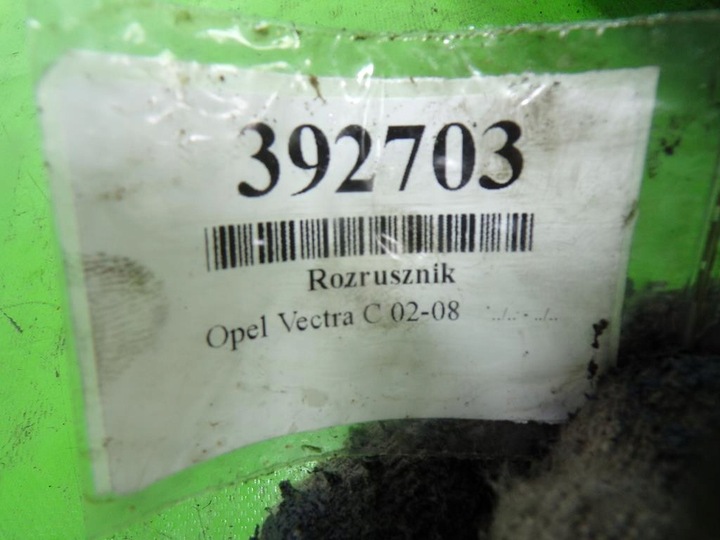 392703
Rozrusznik
Opel Vectra C 02-08